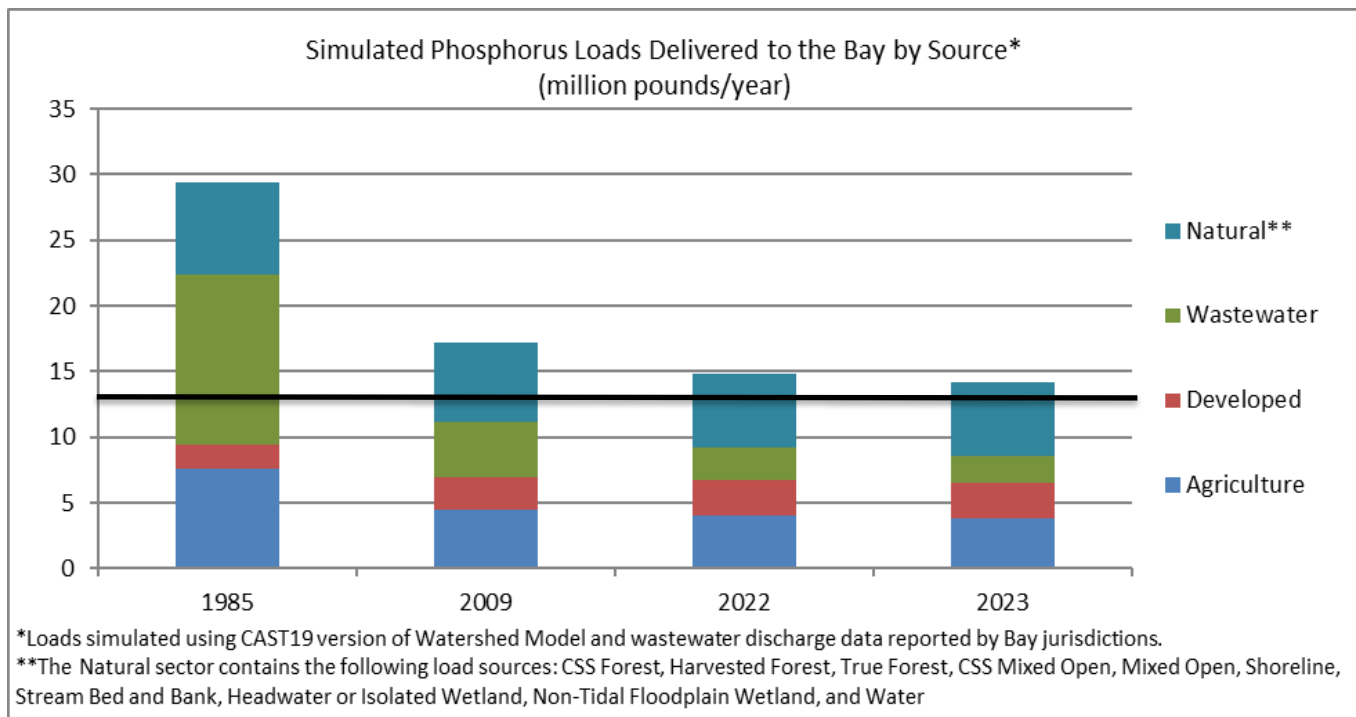 Simulated Phosphorus Loads Delivered to the Bay by Source*
(million pounds/year)
35
30
25
20
15
10
5
0
1985
2009
2022
2023
Natural**
Wastewater
Developed
Agriculture
*Loads simulated using CAST19 version of Watershed Model and wastewater discharge data reported by Bay jurisdictions.
**The Natural sector contains the following load sources: CSS Forest, Harvested Forest, True Forest, CSS Mixed Open, Mixed Open, Shoreline,
Stream Bed and Bank, Headwater or Isolated Wetland, Non-Tidal Floodplain Wetland, and Water